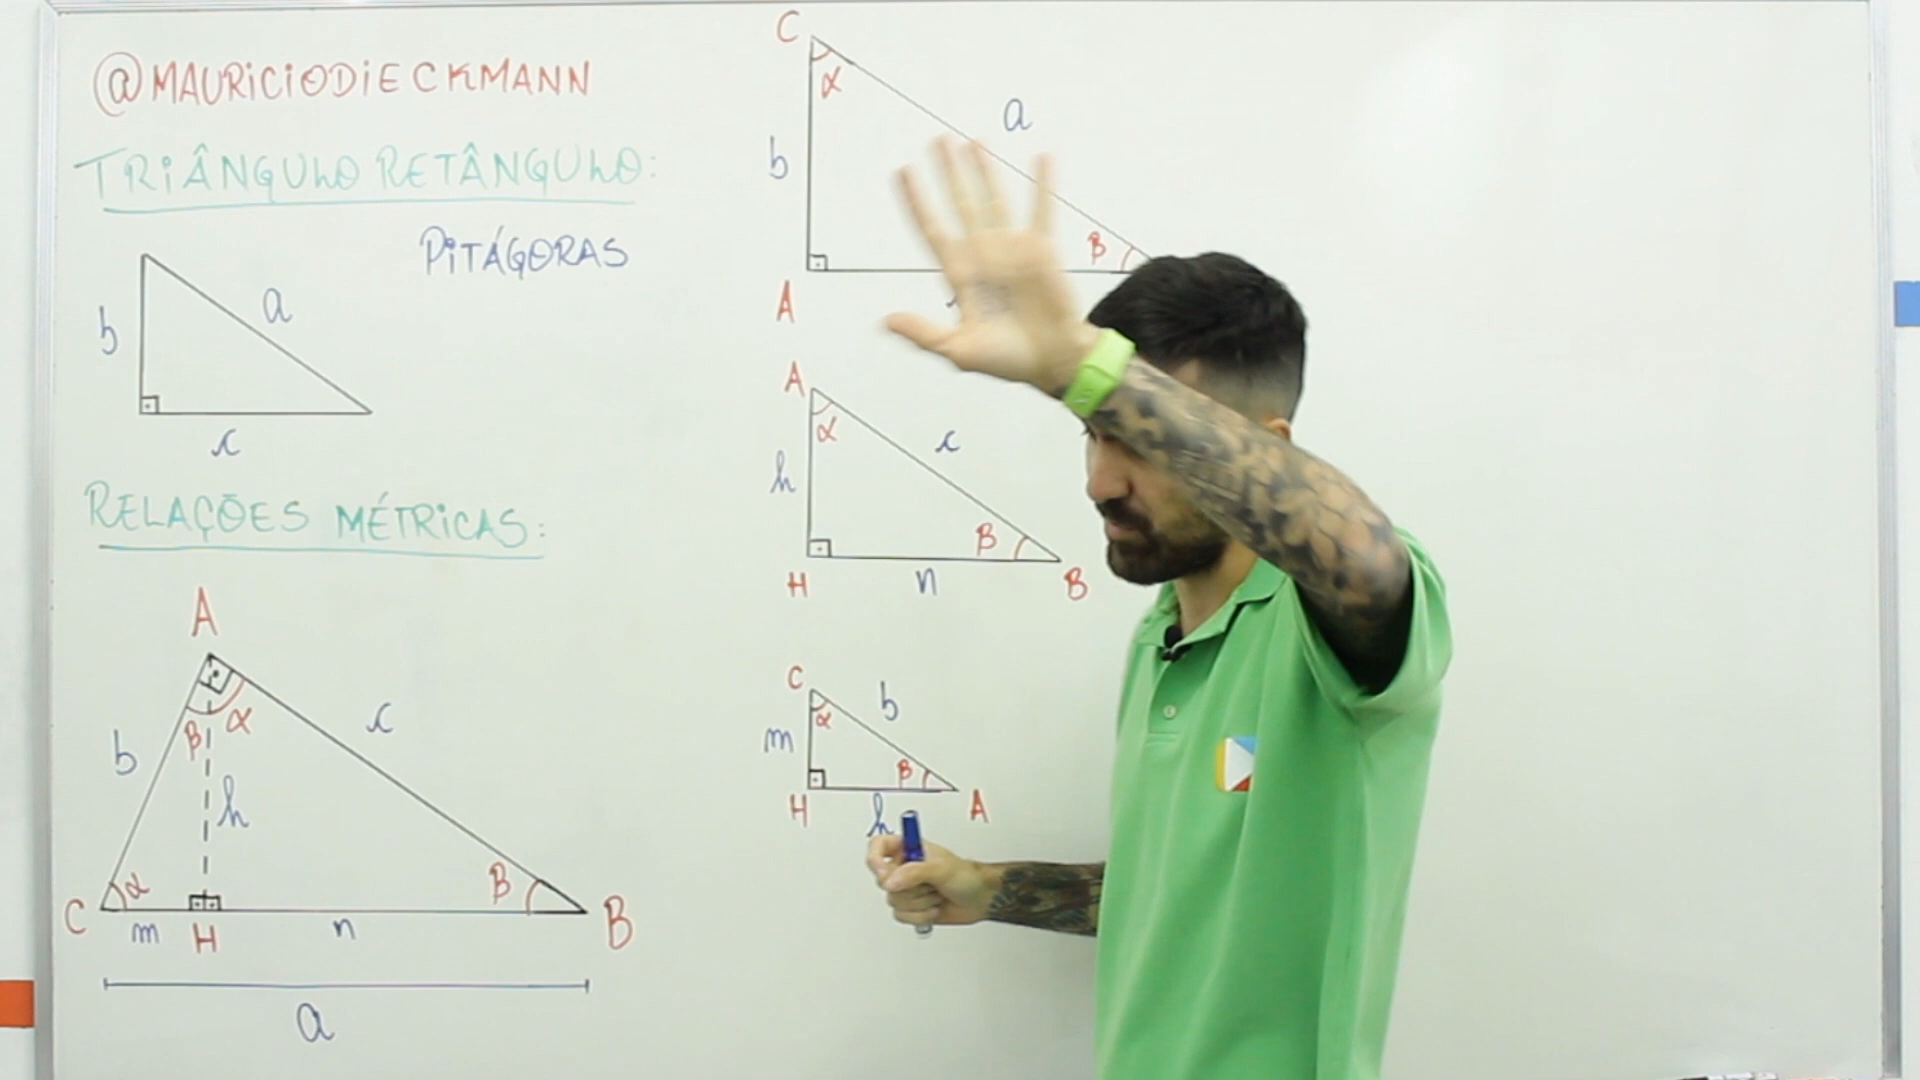 @MAURICIODIECKMANN
TRIÂNGULO RETÂNGULO:
PITÁGORAS
b
a
c
RELAÇÕES MÉTRICAS:
A
β α
b
c
h
C α
β B
m H n
a
C
α
a
b
β
A
A
α
c
h
β
H n B
C
α
b
m
β
H A
h